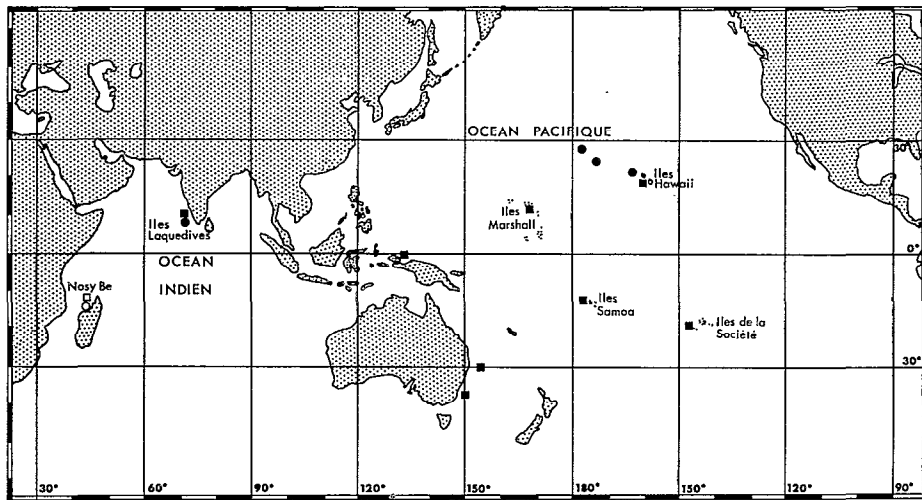 OCEAN PACIFIQUE
30°
Iles
Hawaii
Iles
Marshall
Iles
Laquedives
0°
OCEAN
INDIEN
Nosy Be
Iles
Samoa
Iles de la
Société
30°
30°
60°
90°
120°
150°
180°
150°
120°
90°